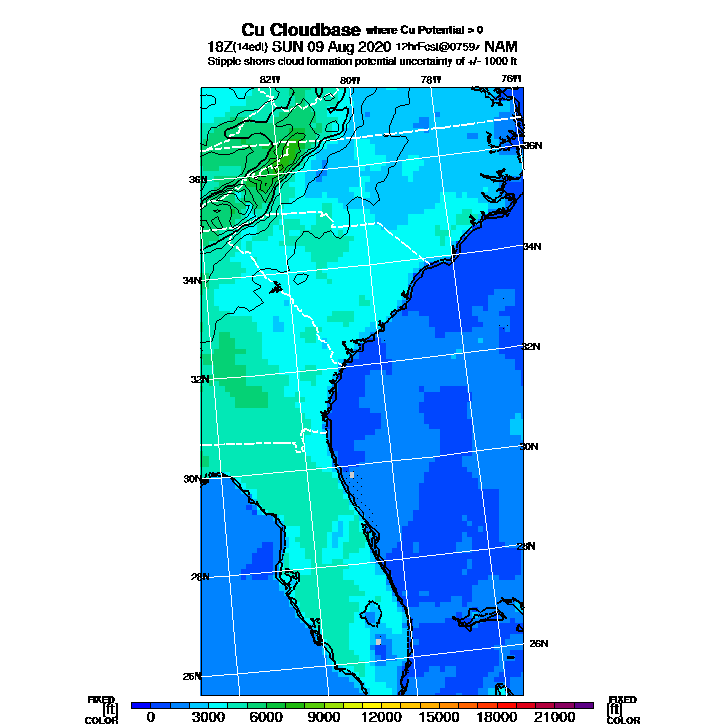 Cu Cloudbase where Cu Potential > 0
18Z(14edt) SUN 09 Aug 2020 12hrFcst@0759z NAM
Stipple shows cloud formation potential uncertainty of +/- 1000 ft
82W 80W 78W 76W
36N
36N
34N
34N
32N
32N
30N
30N
28N
28N
26N
26N
FIXED FIXED
[ft] [ft]
COLOR COLOR
0 3000 6000 9000 12000 15000 18000 21000